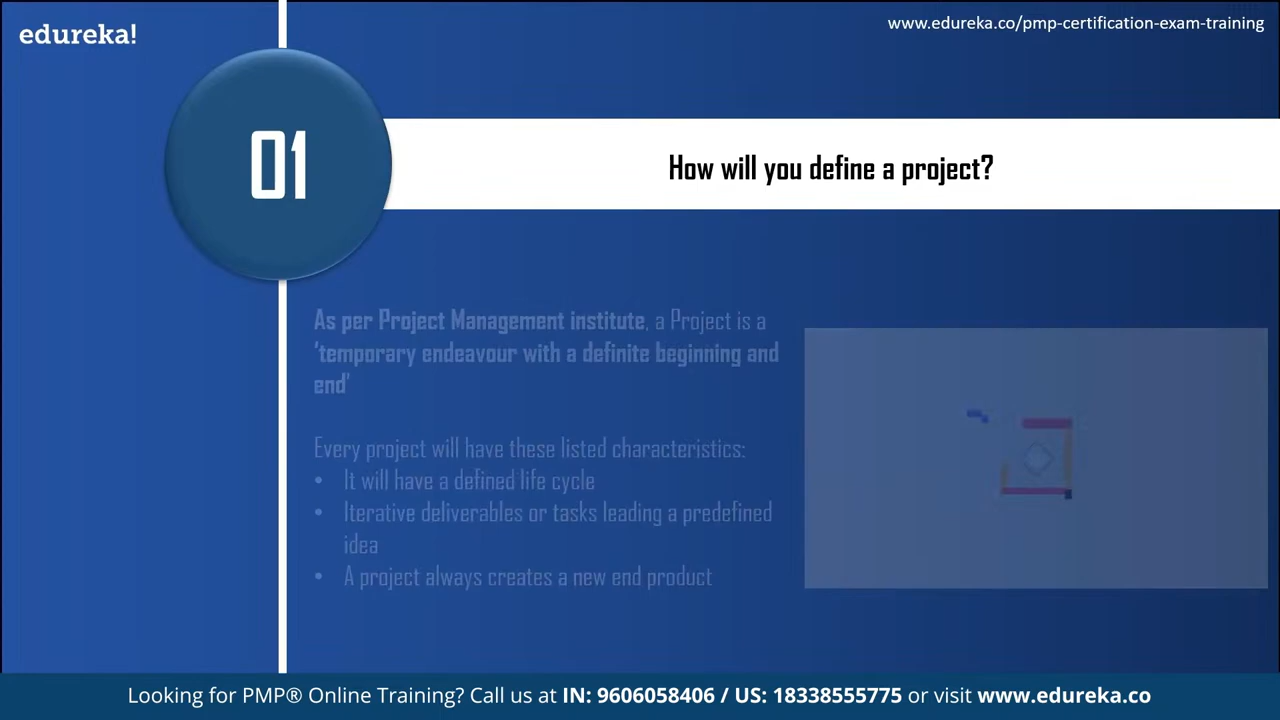 edureka!
www.edureka.co/pmp-certification-exam-training
01
How will you define a project?
As per Project Management institute, a Project is a
'temporary endeavour with a definite beginning and
end'
Every project will have these listed characteristics:
• It will have a defined life cycle
• Iterative deliverables or tasks leading a predefined
idea
• A project always creates a new end product
Looking for PMP® Online Training? Call us at IN: 9606058406 / US: 18338555775 or visit www.edureka.co